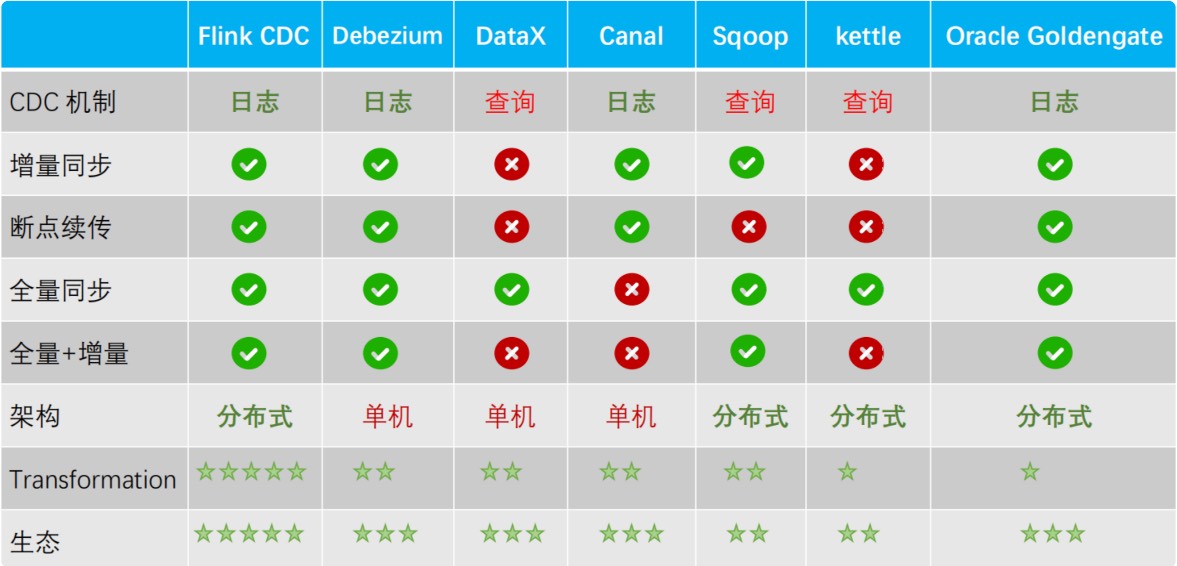 Flink CDC Debezium DataX Canal Sqoop kettle Oracle Goldengate
CDC 机制 日志 日志 查询 日志 查询 查询 日志
增量同步
断点续传
全量同步
全量+增量
架构 分布式 单机 单机 单机 分布式 分布式 分布式
Transformation
生态